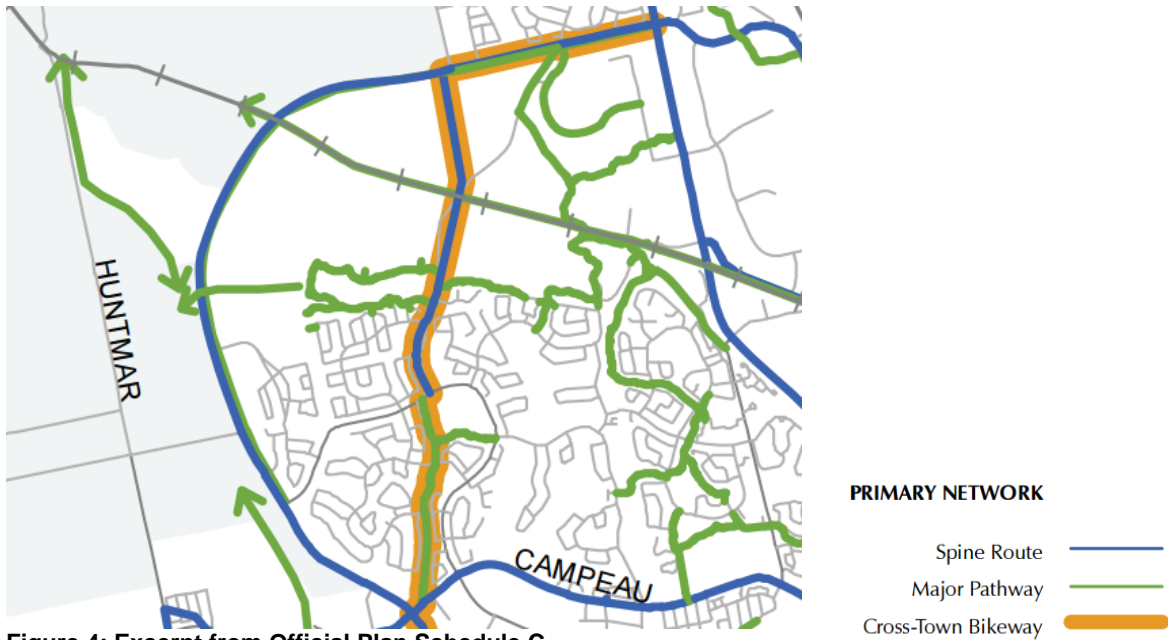 HUNTMAR
CAMPEAU
PRIMARY NETWORK
Spine Route
Major Pathway
Cross-Town Bikeway
Figure 4: Excerpt from Official Plan Schedule C